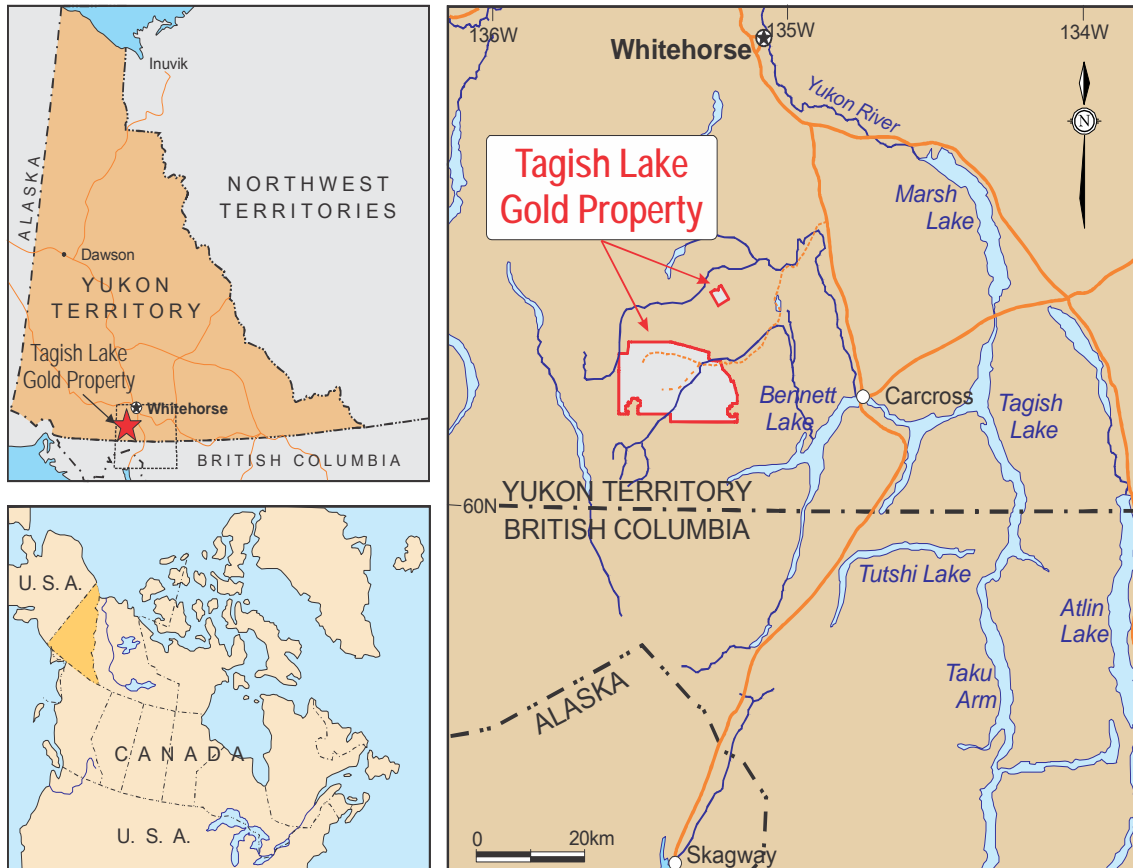 Inuvik
ALASKA
NORTHWEST
TERRITORIES
Dawson
YUKON
TERRITORY
Tagish Lake
Gold Property
Whitehorse
BRITISH COLUMBIA
U. S. A.
CANADA
U. S. A.
136W
135W
134W
Whitehorse
Yukon River
N
Tagish Lake
Gold Property
Marsh
Lake
Bennett
Lake
Carcross
Tagish
Lake
60N
YUKON TERRITORY
BRITISH COLUMBIA
Tutshi Lake
Atlin
Lake
Taku
Arm
ALASKA
0
20km
Skagway